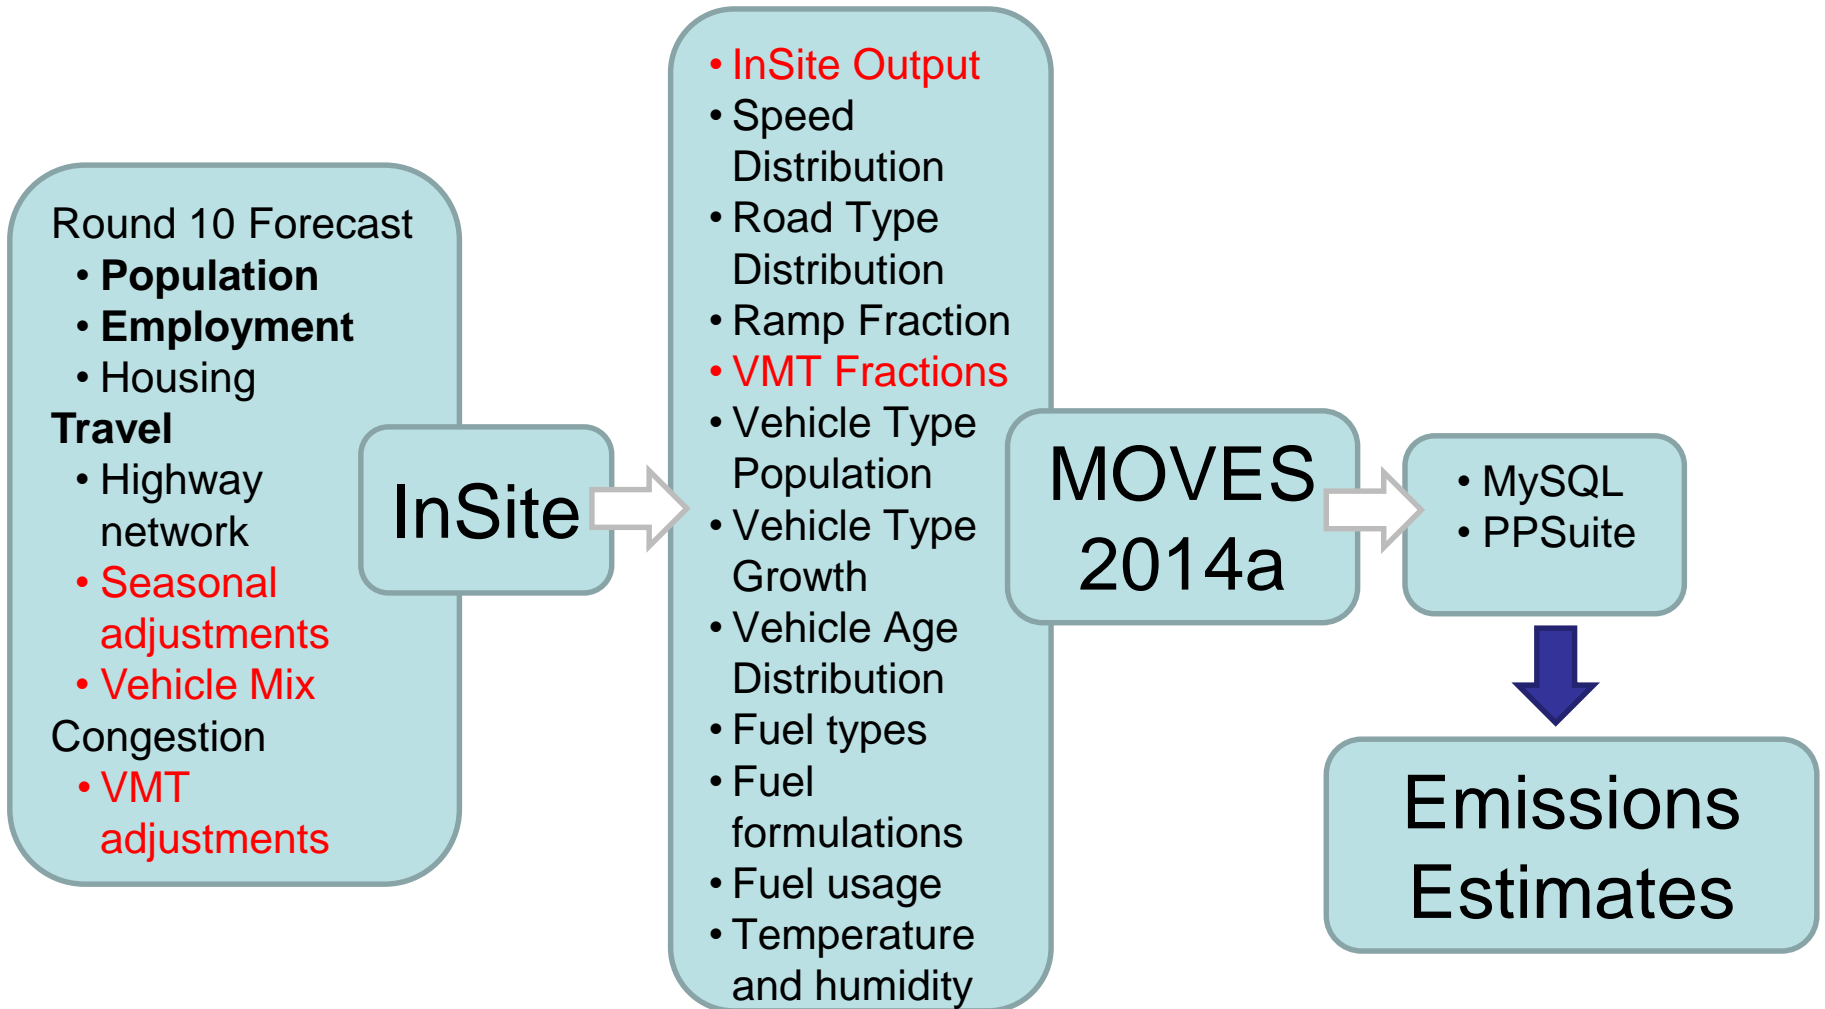 Round 10 Forecast
• Population
• Employment
• Housing
Travel
• Highway
network
• Seasonal
adjustments
• Vehicle Mix
Congestion
• VMT
adjustments
InSite
• InSite Output
• Speed
Distribution
• Road Type
Distribution
• Ramp Fraction
• VMT Fractions
• Vehicle Type
Population
• Vehicle Type
Growth
• Vehicle Age
Distribution
• Fuel types
• Fuel
formulations
• Fuel usage
• Temperature
and humidity
MOVES
2014a
• MySQL
• PPSuite
Emissions
Estimates